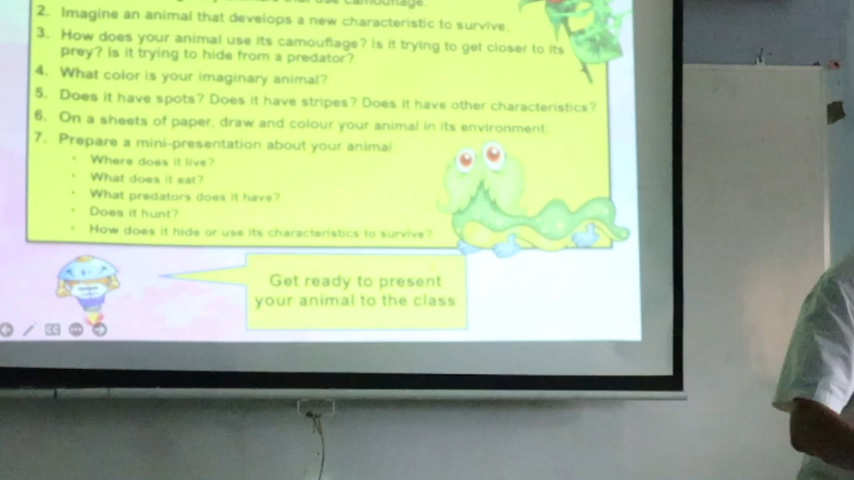 that use camouflage.
2. Imagine an animal that develops a new characteristic to survive.
3. How does your animal use its camouflage? Is it trying to get closer to its
prey? Is it trying to hide from a predator?
4. What color is your imaginary animal?
5. Does it have spots? Does it have stripes? Does it have other characteristics?
6. On a sheets of paper, draw and colour your animal in its environment.
7. Prepare a mini-presentation about your animal
• Where does it live?
• What does it eat?
• What predators does it have?
• Does it hunt?
• How does it hide or use its characteristics to survive?
Get ready to present
your animal to the class